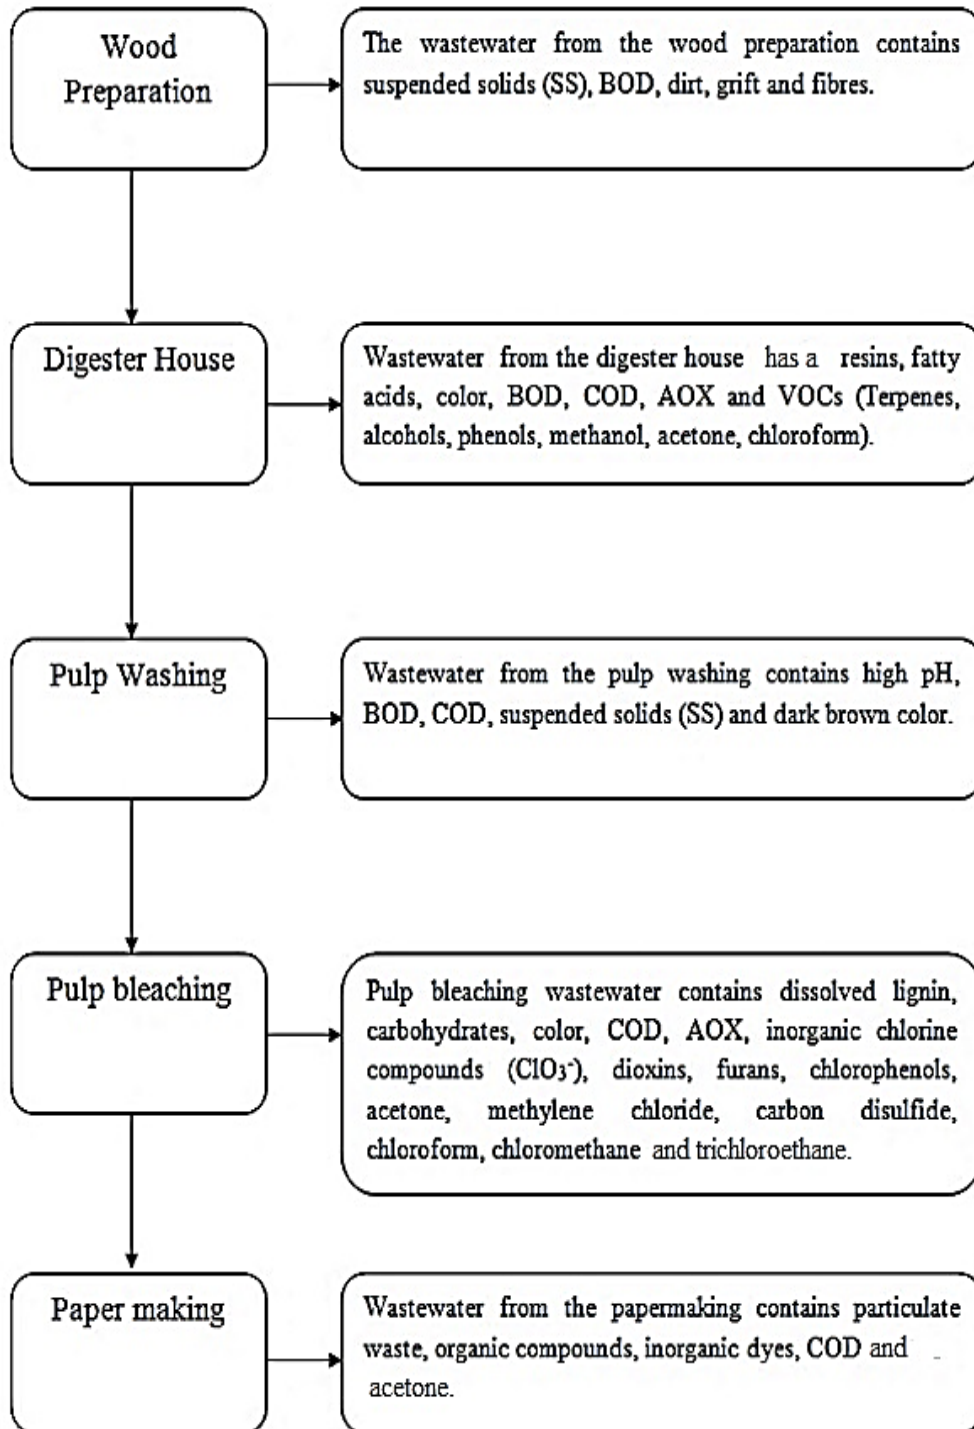 Wood
Preparation
The wastewater from the wood preparation contains
suspended solids (SS), BOD, dirt, grift and fibres.
Digester House
Wastewater from the digester house has a resins, fatty
acids, color, BOD, COD, AOX and VOCs (Terpenes,
alcohols, phenols, methanol, acetone, chloroform).
Pulp Washing
Wastewater from the pulp washing contains high pH,
BOD, COD, suspended solids (SS) and dark brown color.
Pulp bleaching
Pulp bleaching wastewater contains dissolved lignin,
carbohydrates, color, COD, AOX, inorganic chlorine
compounds (ClO₃⁻), dioxins, furans, chlorophenols,
acetone, methylene chloride, carbon disulfide,
chloroform, chloromethane and trichloroethane.
Paper making
Wastewater from the papermaking contains particulate
waste, organic compounds, inorganic dyes, COD and
acetone.